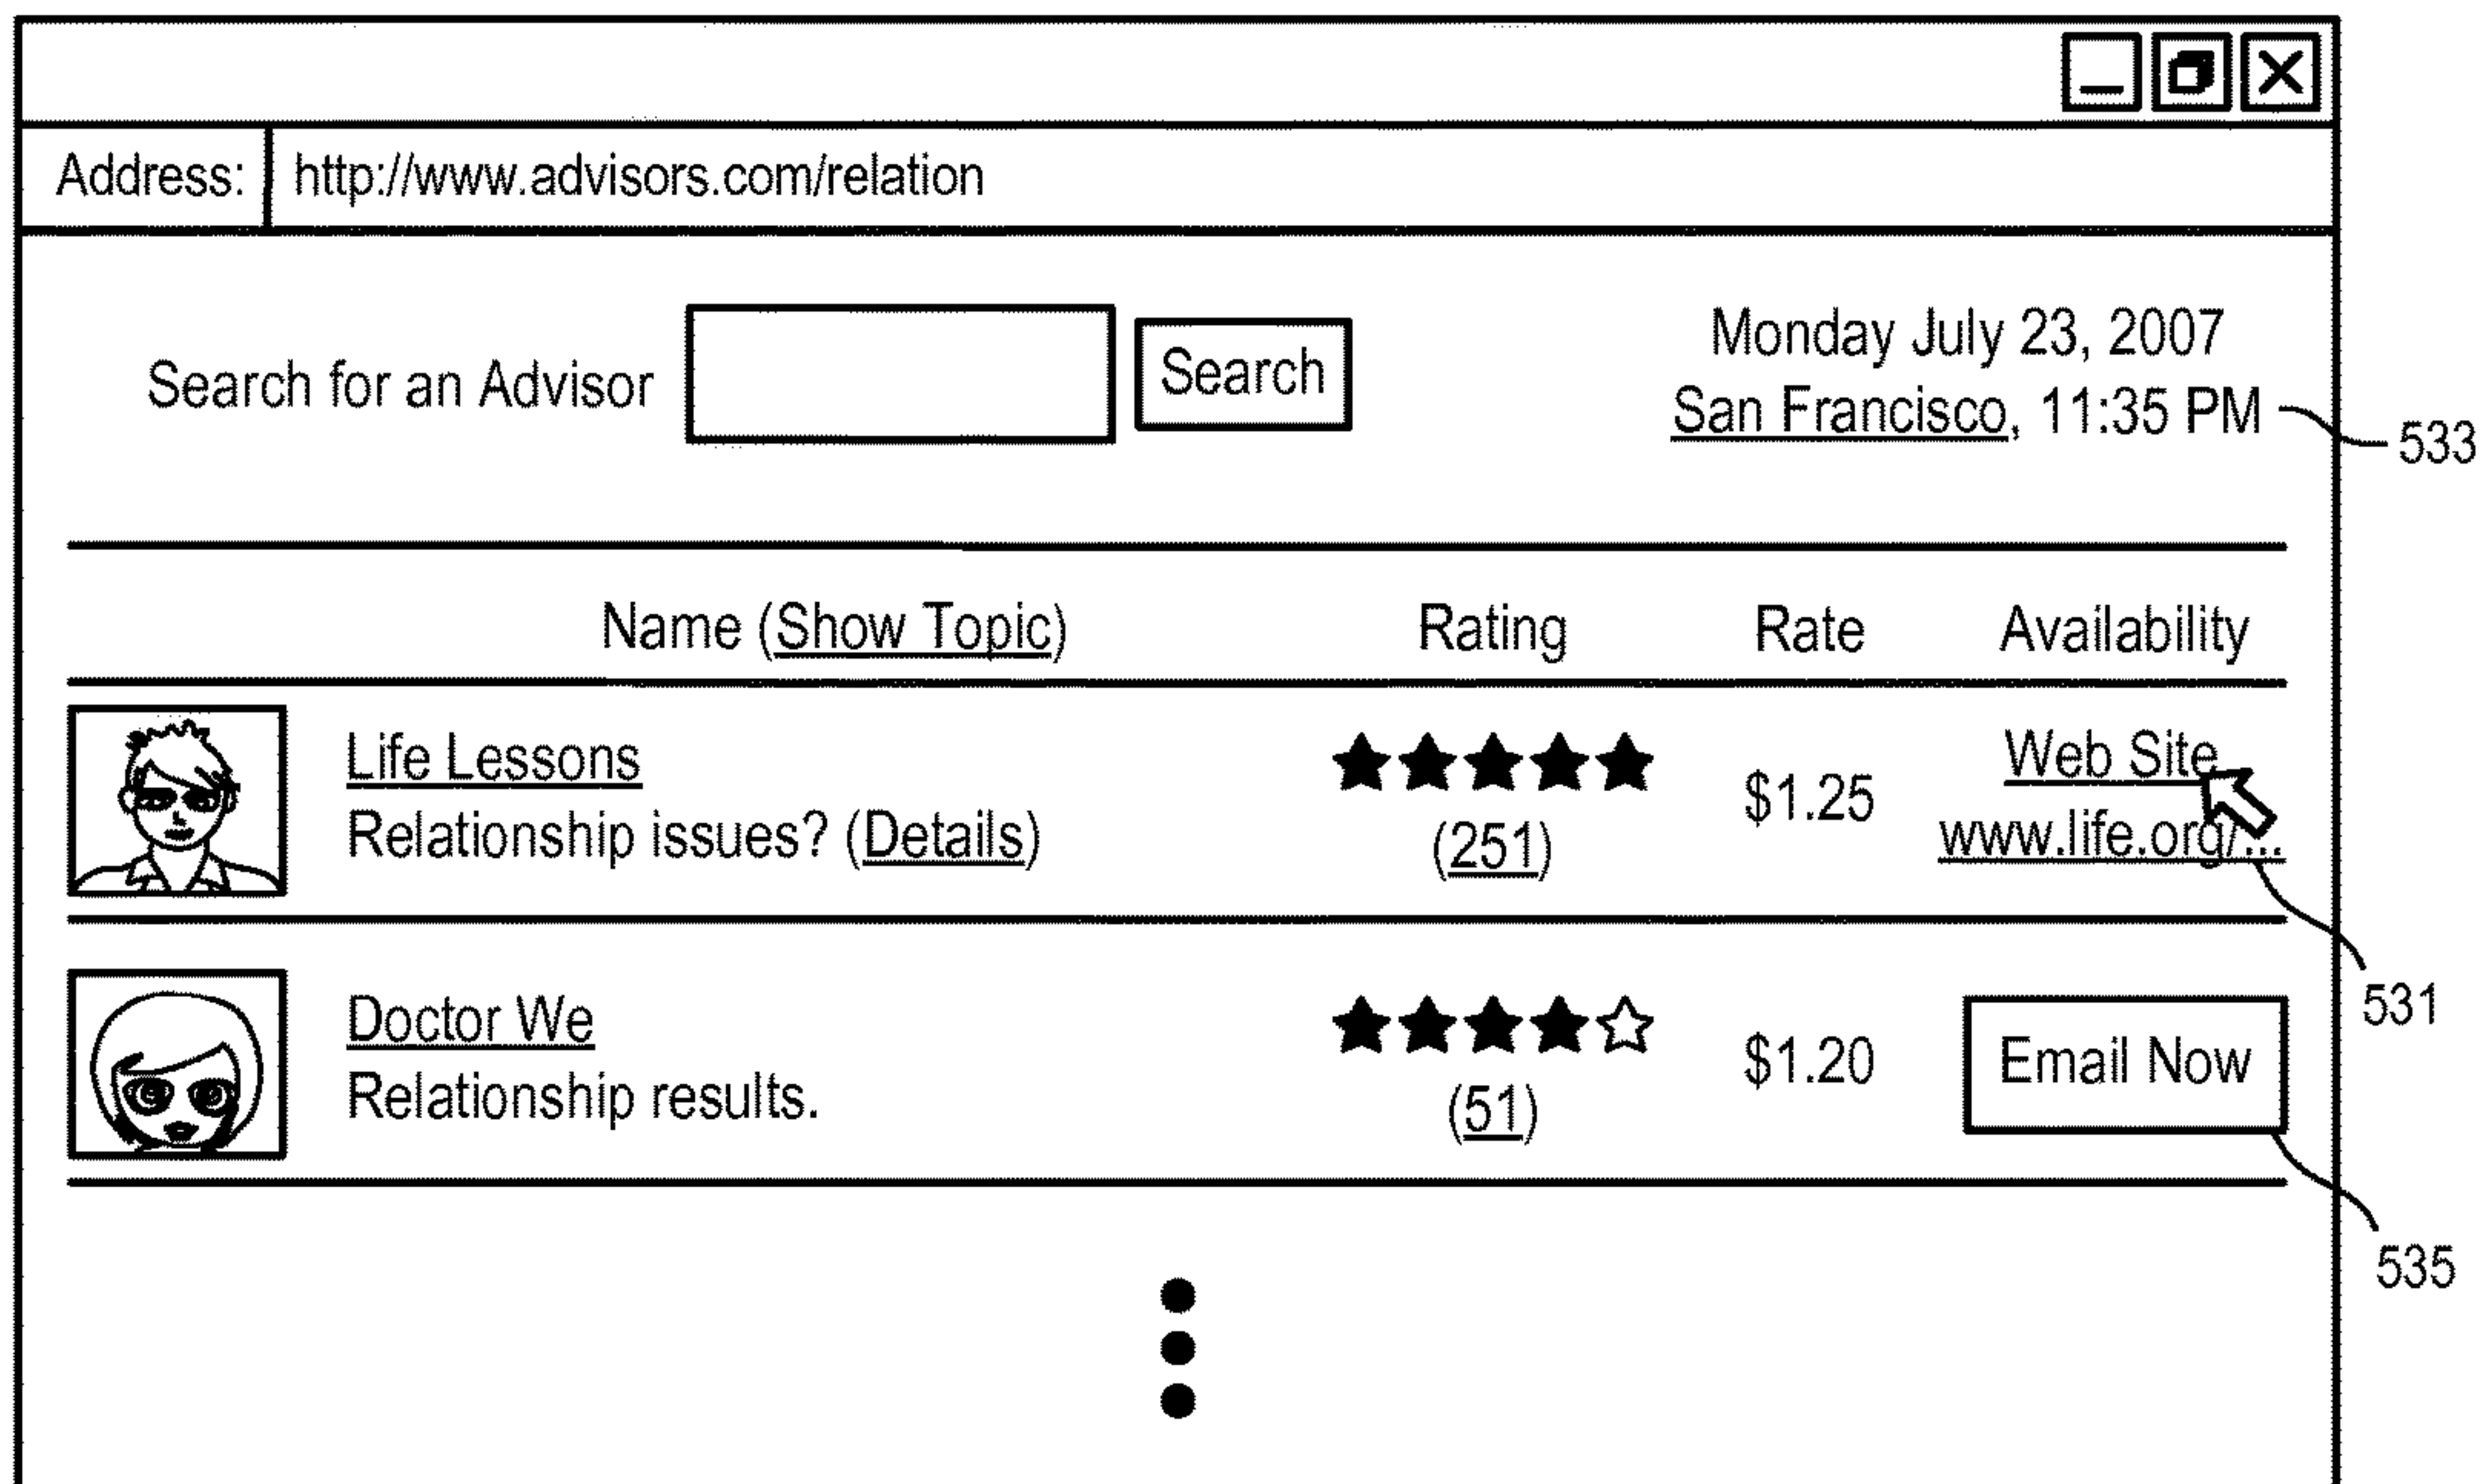 Address: http://www.advisors.com/relation
Search for an Advisor Search
Monday July 23, 2007
San Francisco, 11:35 PM
533
Name (Show Topic) Rating Rate Availability
Life Lessons
Relationship issues? (Details)
(251)
$1.25
Web Site
www.life.org/...
531
Doctor We
Relationship results.
(51)
$1.20
Email Now
535